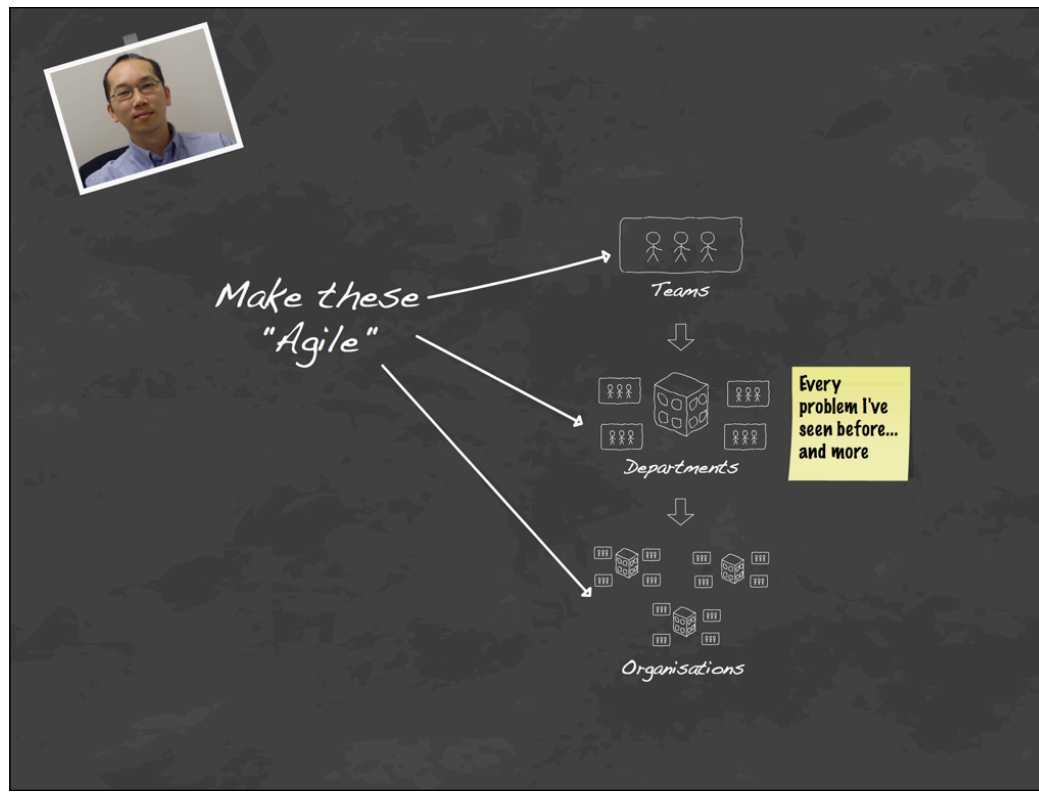 Make these
"Agile"
Teams
Every
problem I've
seen before...
and more
Departments
Organisations